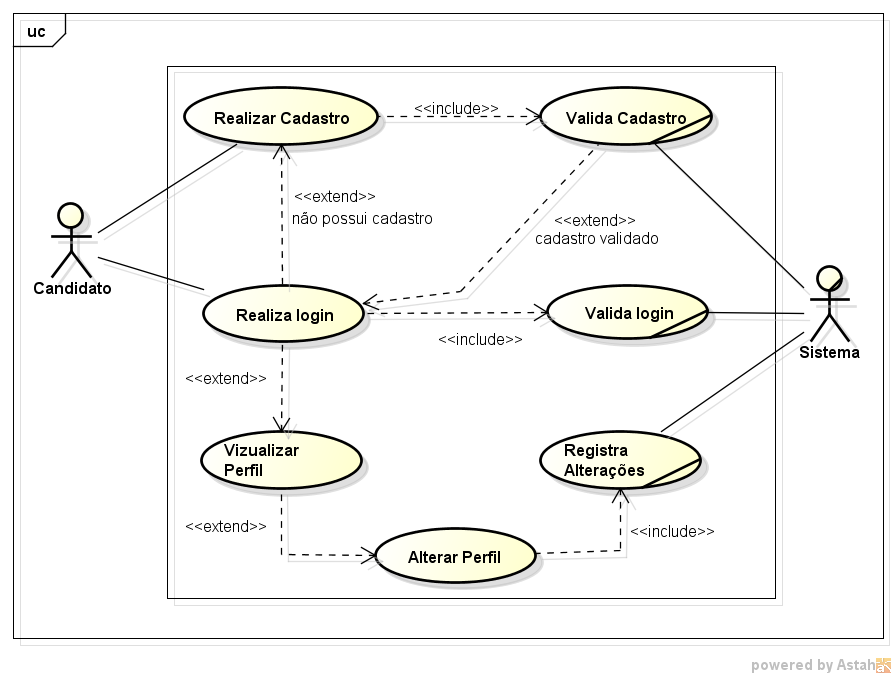 uc
Realizar Cadastro
<<include>>
Valida Cadastro
<<extend>>
não possui cadastro
<<extend>>
cadastro validado
Candidato
Realiza login
Valida login
<<include>>
Sistema
<<extend>>
Vizualizar
Perfil
Registra
Alterações
<<extend>>
<<include>>
Alterar Perfil
powered by Astah